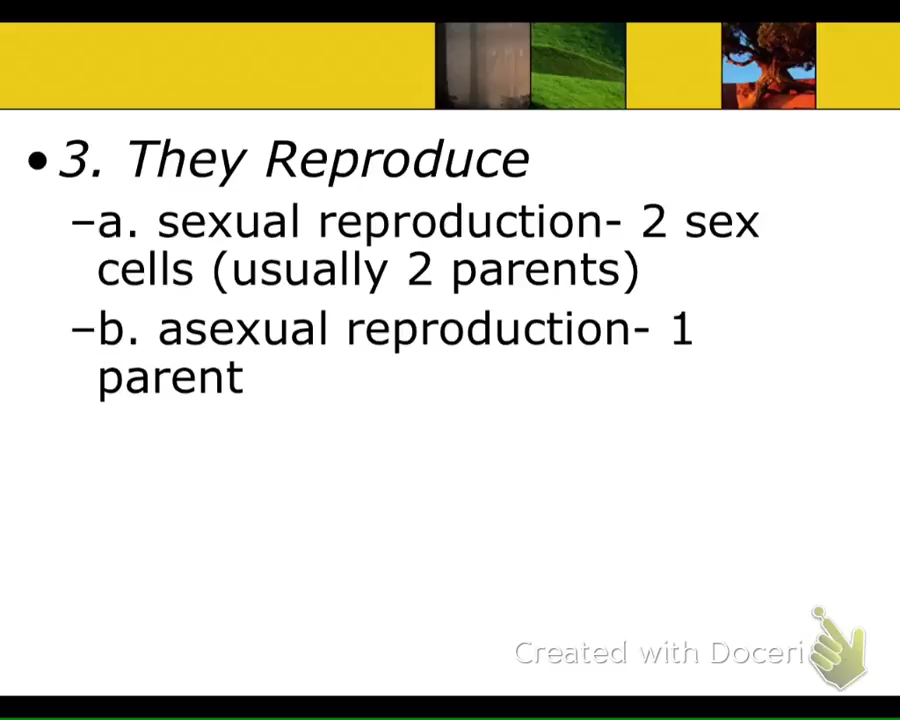 • 3. They Reproduce
–a. sexual reproduction- 2 sex
cells (usually 2 parents)
–b. asexual reproduction- 1
parent
Created with Doceri